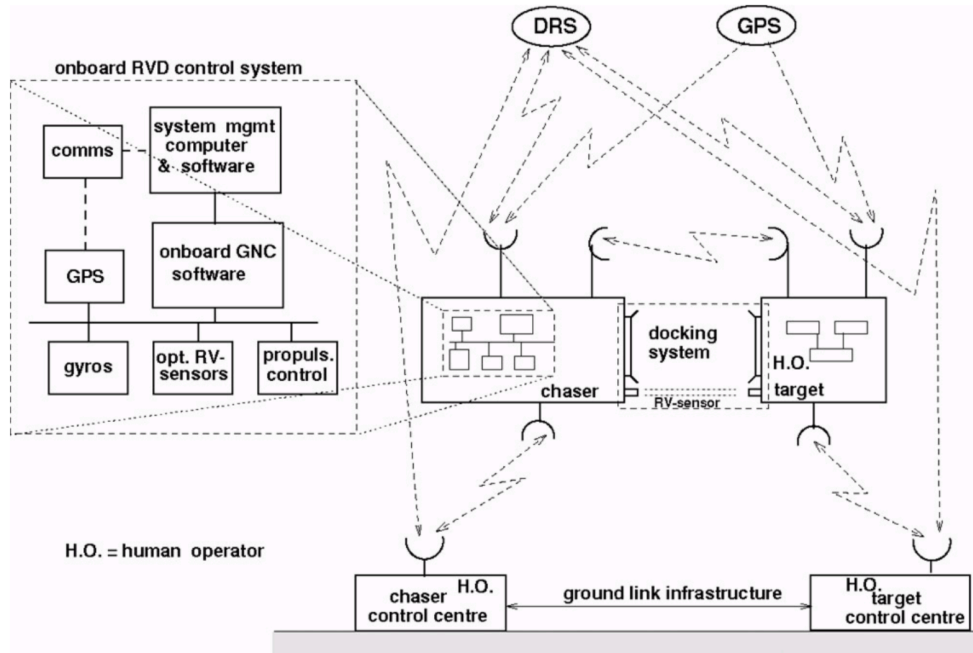 DRS
GPS
onboard RVD control system
comms
system mgmt
computer
& software
GPS
onboard GNC
software
gyros
opt. RV-
sensors
propuls.
control
docking
system
chaser
RV-sensor
H.O.
target
H.O. = human operator
chaser H.O.
control centre
ground link infrastructure
H.O.
target
control centre